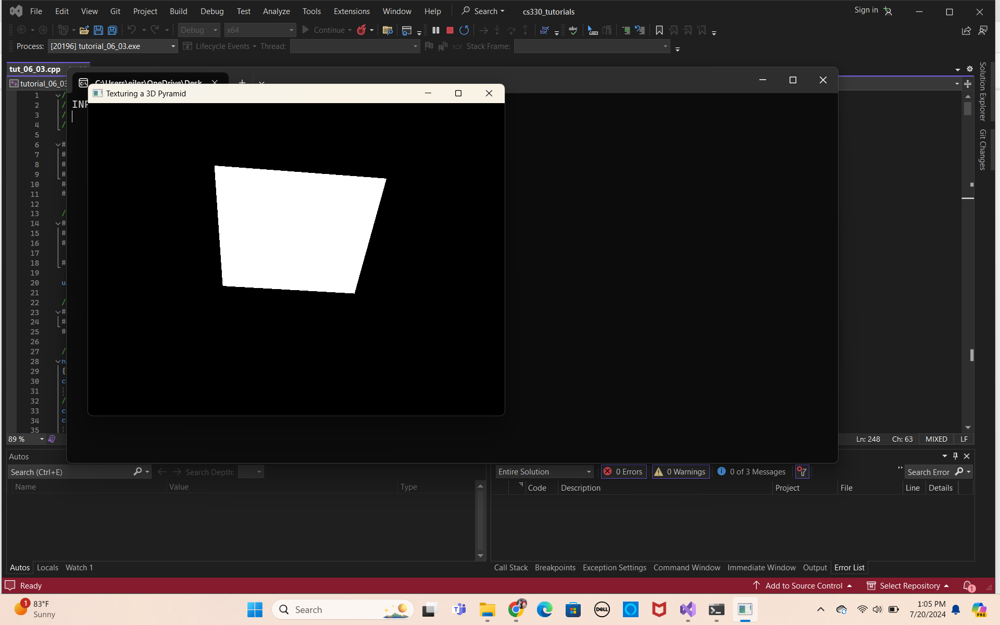 File Edit View Git Project Build Debug Test Analyze Tools Extensions Window Help Search cs330_tutorials Sign in
Debug x64 Continue
Process: [20196] tutorial_06_03.exe Lifecycle Events Thread: Stack Frame:
tut_06_03.cpp
tutorial_06_03
C:\Users\eiler\OneDrive\Desk
Texturing a 3D Pyramid
INF
Solution Explorer
Git Changes
1 /
2 /
3 /
4 /
5
6 #
7 #
8 #
9 #
10 #
11 #
12
13 /
14 #
15 #
16 #
17
18 #
19
20 u
21
22 /
23 #
24 #
25 #
26
27 /
28 n
29 {
30 c
31
32 /
33 c
34 c
35
89 % Ln: 248 Ch: 63 MIXED LF
Autos
Search (Ctrl+E) Search Depth:
Name Value Type
Entire Solution 0 Errors 0 Warnings 0 of 3 Messages Search Error
Code Description Project File Line Details
Autos Locals Watch 1
Call Stack Breakpoints Exception Settings Command Window Immediate Window Output Error List
Ready Add to Source Control Select Repository 1
1 83°F
Sunny
Search
DELL
PRE
1:05 PM
7/20/2024